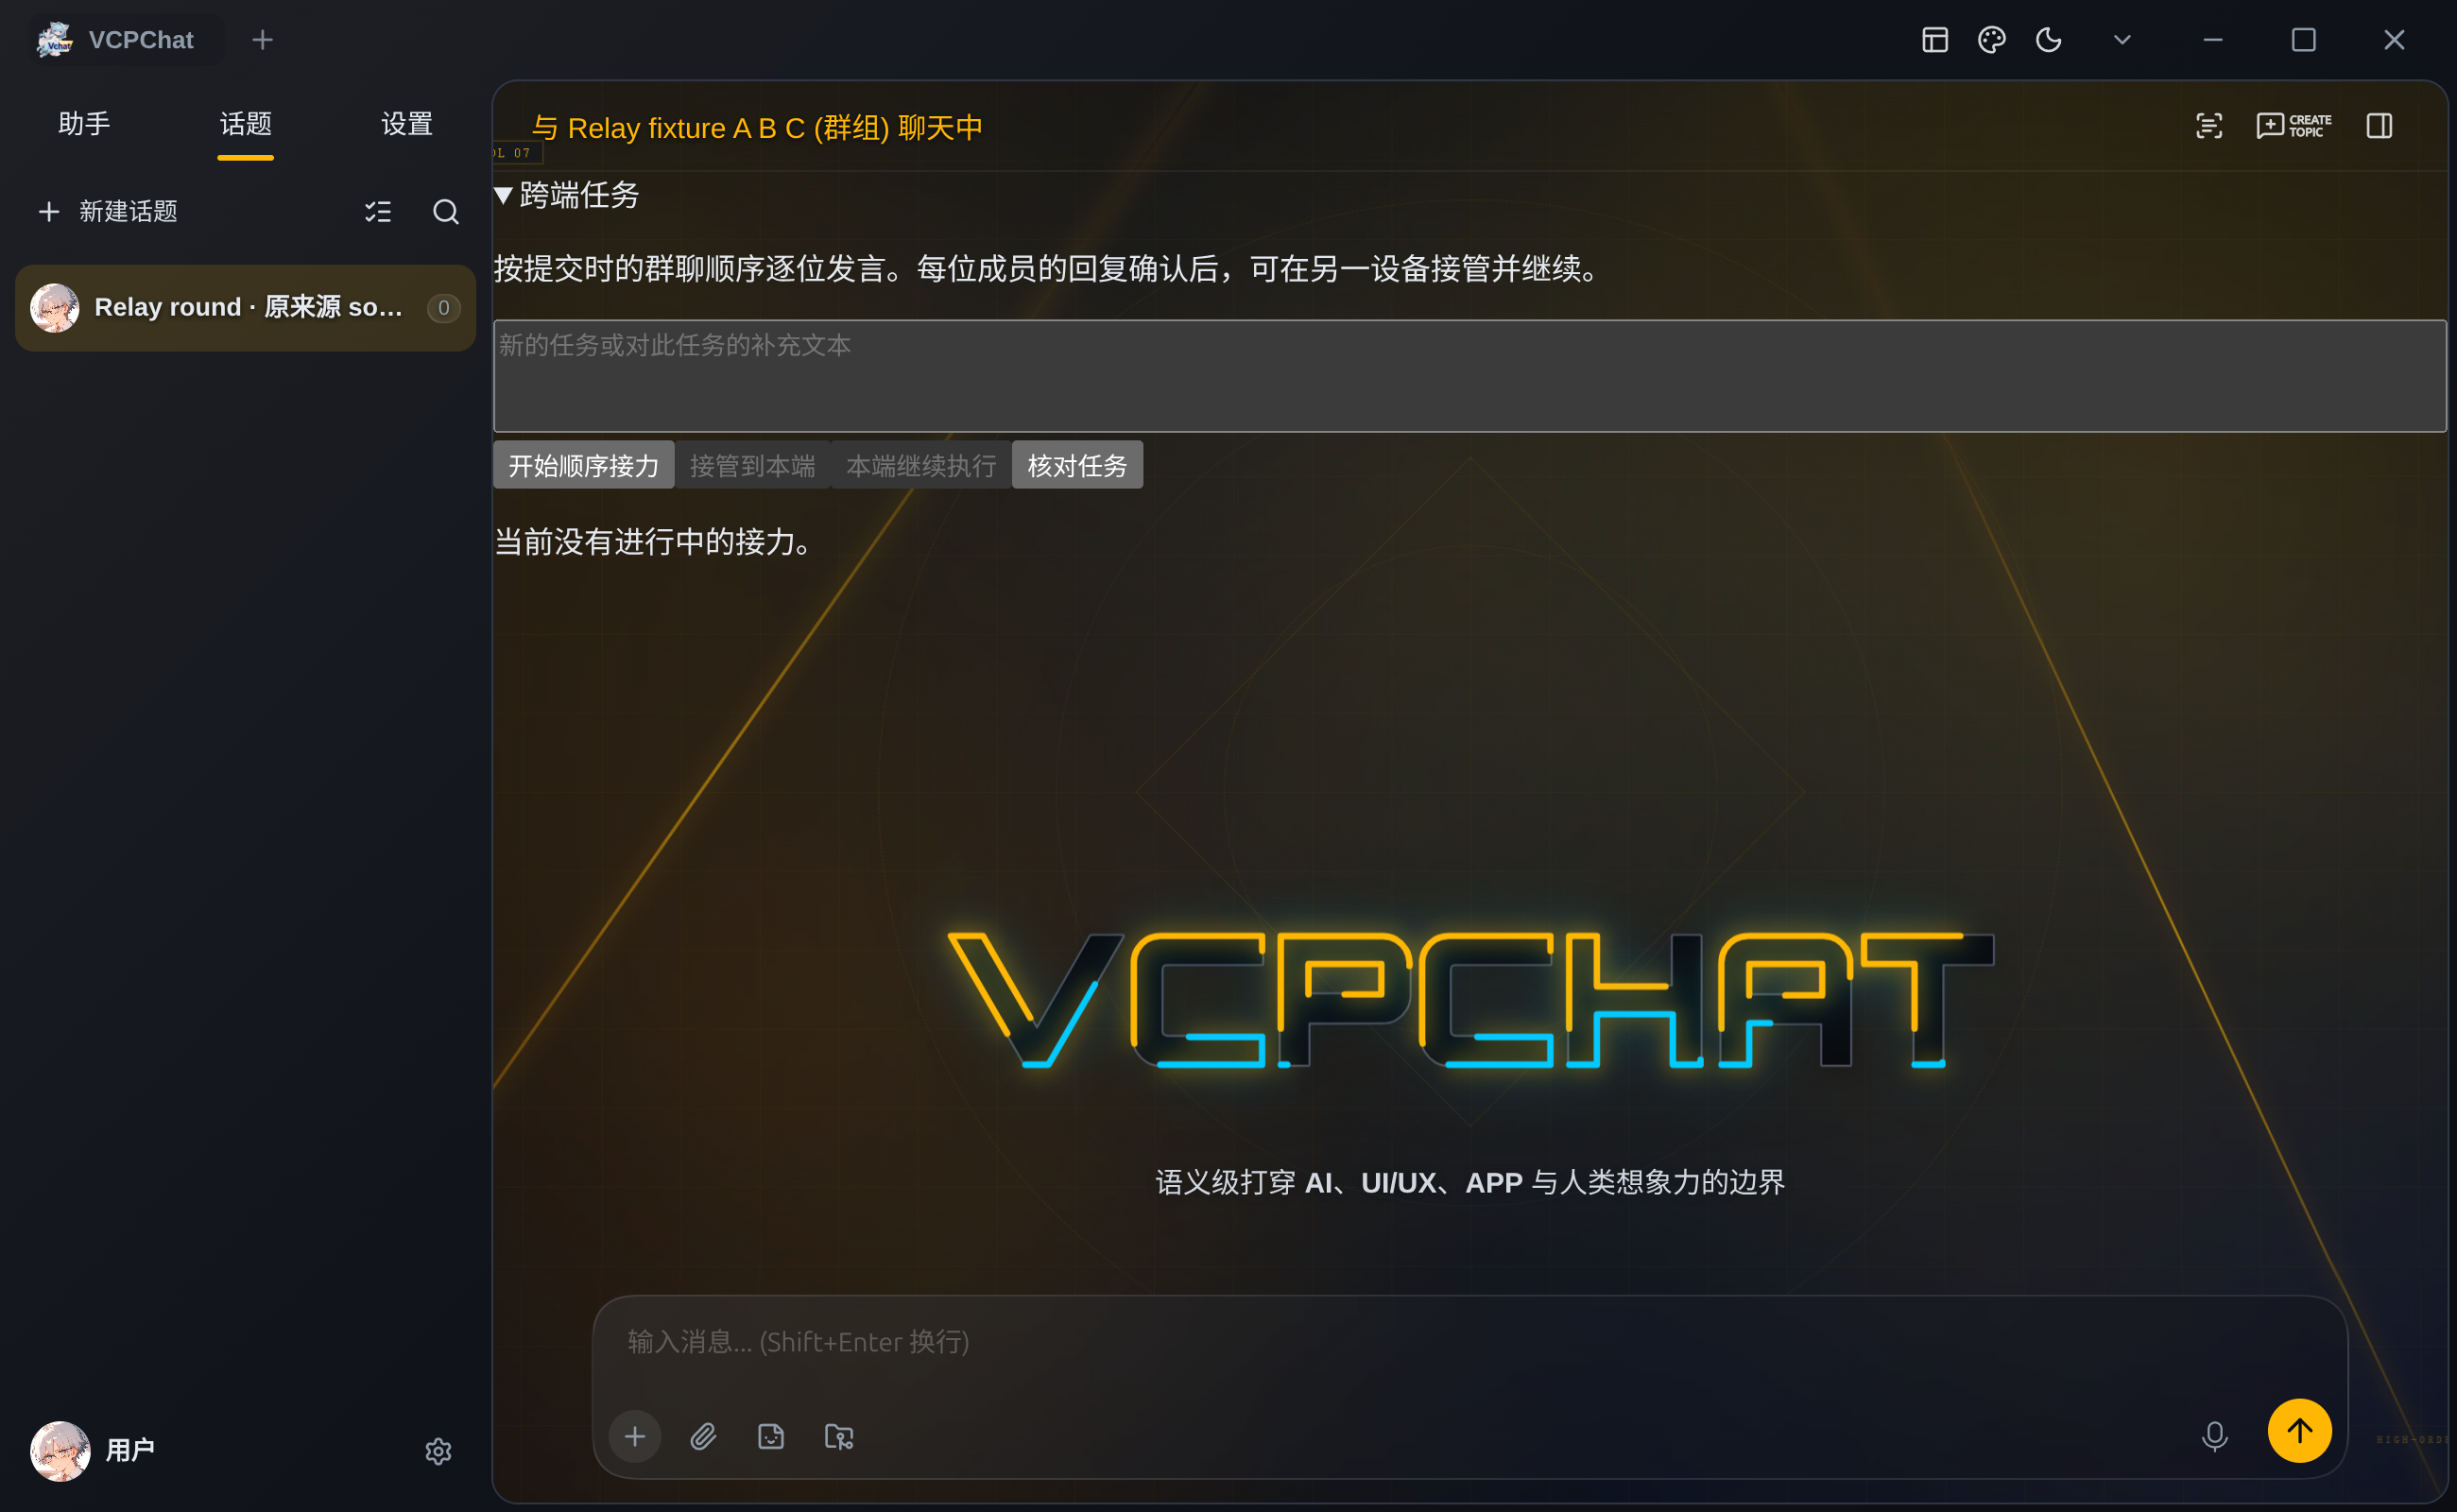 VCPChat
助手 话题 设置
新建话题
Relay round · 原来源 so... 0
与 Relay fixture A B C (群组) 聊天中
CREATE
TOPIC
07
▼ 跨端任务
按提交时的群聊顺序逐位发言。每位成员的回复确认后，可在另一设备接管并继续。
新的任务或对此任务的补充文本
开始顺序接力 接管到本端 本端继续执行 核对任务
当前没有进行中的接力。
VCPCHAT
语义级打穿 AI、UI/UX、APP 与人类想象力的边界
输入消息... (Shift+Enter 换行)
用户